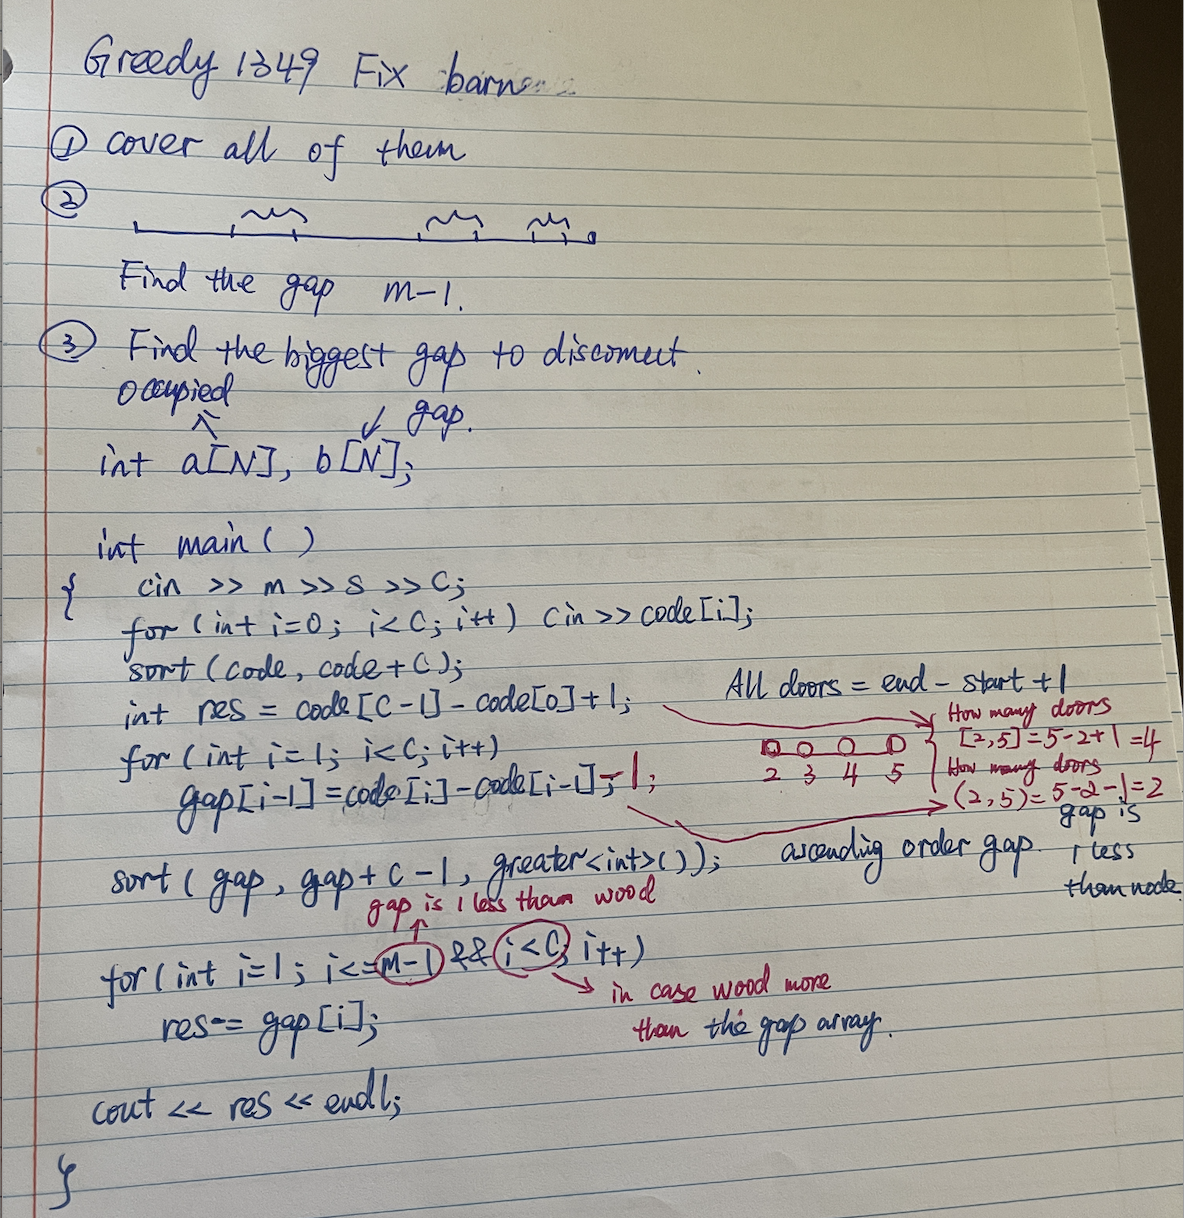 Greedy 1349 Fix barn
① cover all of them
②
Find the gap m-1.
③ Find the biggest gap to disconnect.
occupied
gap.
int a[N], b[N];
int main()
{ cin >> m >> s >> C;
for (int i=0; i<C; i++) cin >> code[i];
sort (code, code+C);
int res = code[C-1] - code[0]+1;
All doors = end - start +1
How many doors
[2,5]=5-2+1=4
for (int i=1; i<C; i++)
2 3 4 5
How many doors
(2,5)=5-2-1=2
gap[i-1]=code[i]-code[i-1]-1;
gap is
1 less
than node
sort (gap, gap+C-1, greater<int>());
ascending order gap.
gap is 1 less than wood
for (int i=1; i<=m-1 && i<C; i++)
in case wood more
than the gap array.
res-= gap[i];
cout << res << endl;
}